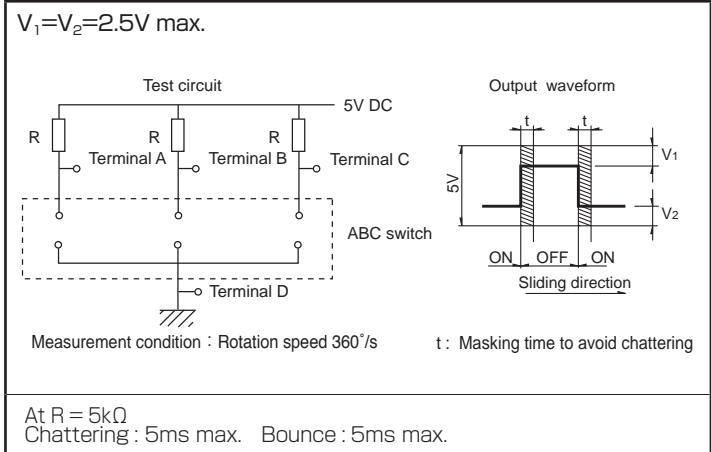 V₁=V₂=2.5V max.
Test circuit
Output waveform
5V DC
R
R
R
Terminal A
Terminal B
Terminal C
ABC switch
Terminal D
t
t
V1
5V
V2
ON
OFF
ON
Sliding direction
Measurement condition : Rotation speed 360°/s
t : Masking time to avoid chattering
At R = 5kΩ
Chattering : 5ms max. Bounce : 5ms max.